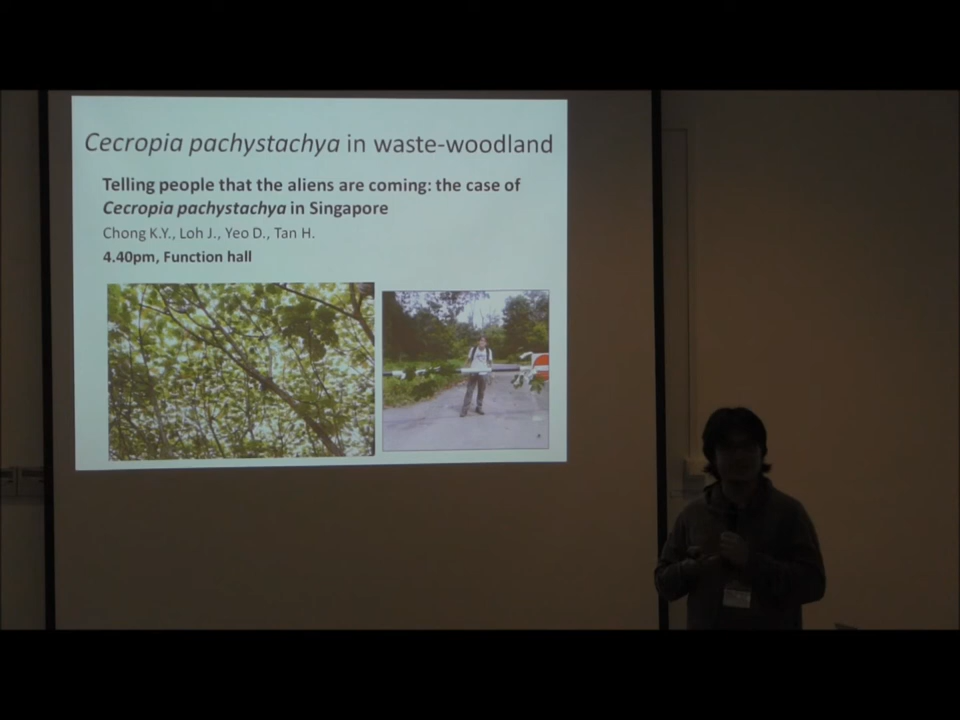 Cecropia pachystachya in waste-woodland
Telling people that the aliens are coming: the case of
Cecropia pachystachya in Singapore
Chong K.Y., Loh J., Yeo D., Tan H.
4.40pm, Function hall